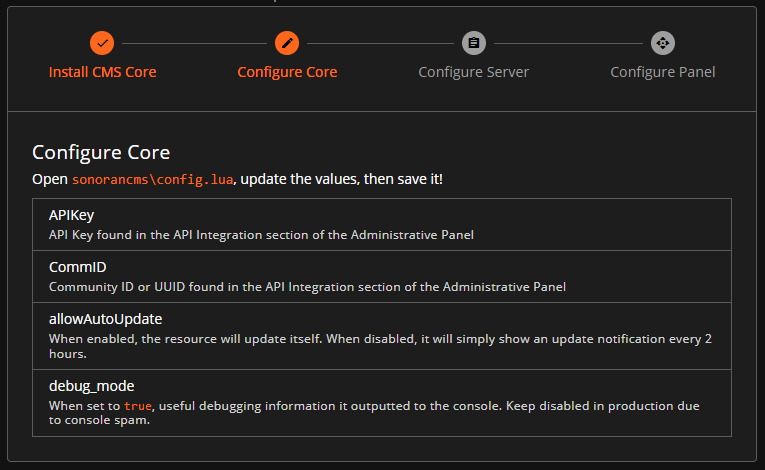 Install CMS Core
Configure Core
Configure Server
Configure Panel
Configure Core
Open sonorancms\config.lua, update the values, then save it!
APIKey
API Key found in the API Integration section of the Administrative Panel
CommID
Community ID or UUID found in the API Integration section of the Administrative Panel
allowAutoUpdate
When enabled, the resource will update itself. When disabled, it will simply show an update notification every 2
hours.
debug_mode
When set to true, useful debugging information it outputted to the console. Keep disabled in production due
to console spam.